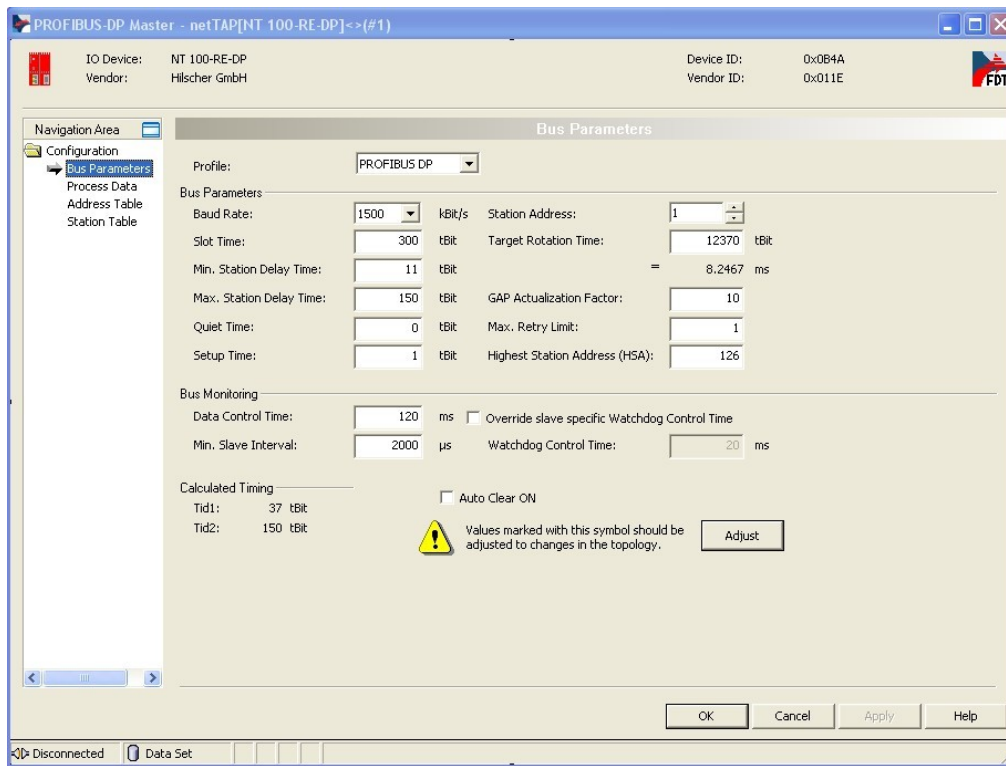 PROFIBUS-DP Master - netTAP[NT 100-RE-DP]<>(#1)
IO Device: NT 100-RE-DP Device ID: 0x0B4A
Vendor: Hilscher GmbH Vendor ID: 0x011E
FDT
Navigation Area
Configuration
Bus Parameters
Process Data
Address Table
Station Table
Bus Parameters
Profile: PROFIBUS DP
Bus Parameters
Baud Rate: 1500 kBit/s Station Address: 1
Slot Time: 300 tBit Target Rotation Time: 12370 tBit
Min. Station Delay Time: 11 tBit = 8.2467 ms
Max. Station Delay Time: 150 tBit GAP Actualization Factor: 10
Quiet Time: 0 tBit Max. Retry Limit: 1
Setup Time: 1 tBit Highest Station Address (HSA): 126
Bus Monitoring
Data Control Time: 120 ms Override slave specific Watchdog Control Time
Min. Slave Interval: 2000 µs Watchdog Control Time: 20 ms
Calculated Timing
Auto Clear ON
Tid1: 37 tBit
Tid2: 150 tBit
Values marked with this symbol should be
adjusted to changes in the topology.
Adjust
OK Cancel Apply Help
Disconnected Data Set